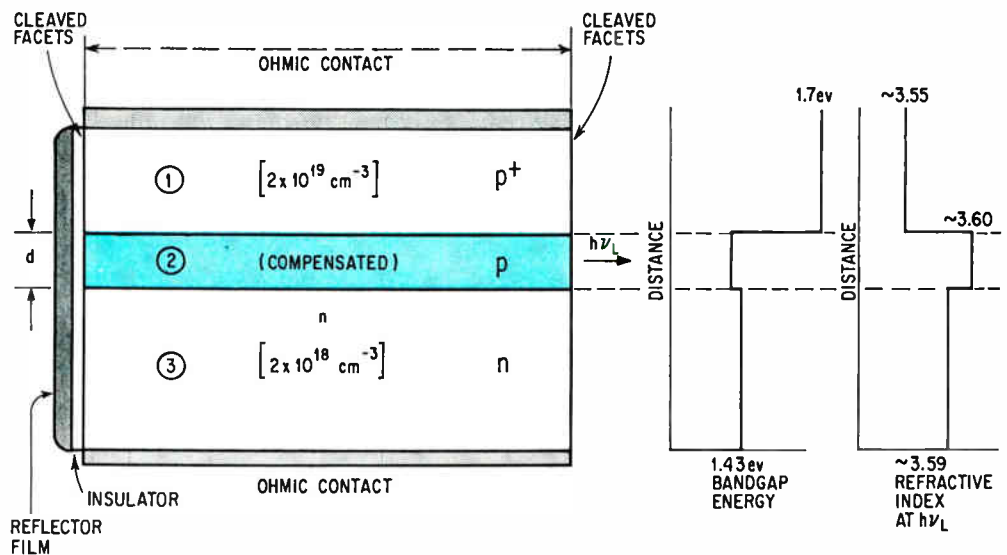 CLEAVED
FACETS
OHMIC CONTACT
CLEAVED
FACETS
① [2 x 10¹⁹ cm⁻³] p⁺
d
② (COMPENSATED) p
hν_L
n
③ [2 x 10¹⁸ cm⁻³] n
INSULATOR
OHMIC CONTACT
REFLECTOR
FILM
1.7ev
DISTANCE
1.43ev
BANDGAP
ENERGY
~3.55
~3.60
DISTANCE
~3.59
REFRACTIVE
INDEX
AT hν_L